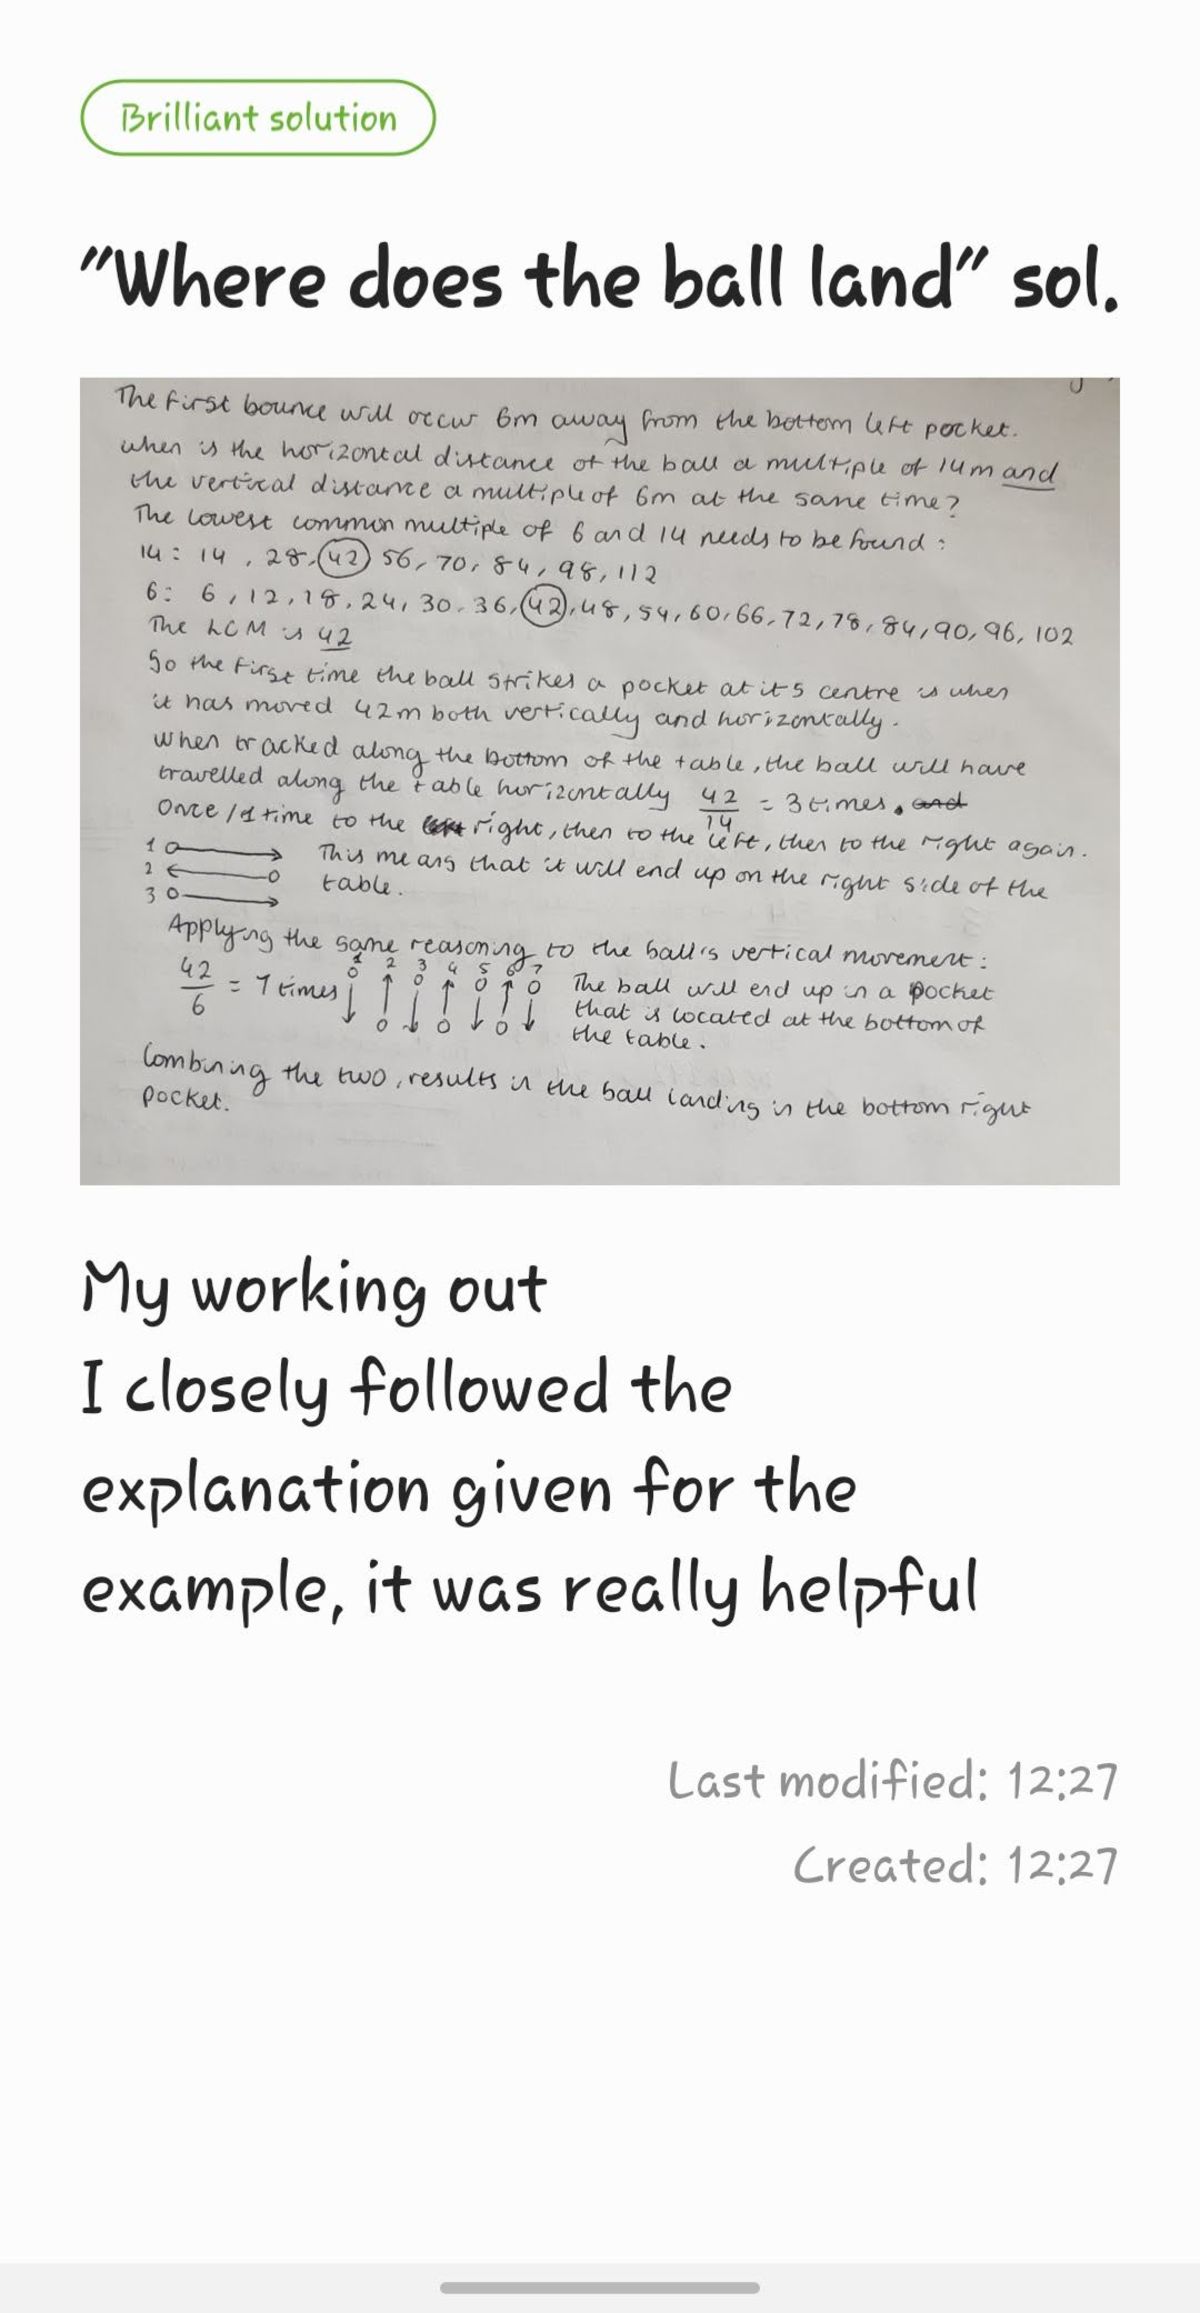 Brilliant solution
"Where does the ball land" sol.
The first bounce will occur 6m away from the bottom left pocket.
when is the horizontal distance of the ball a multiple of 14m and
the vertical distance a multiple of 6m at the same time?
The lowest common multiple of 6 and 14 needs to be found :
14 : 14 , 28, 42 56, 70, 84, 98, 112
6: 6, 12, 18, 24, 30, 36, 42, 48, 54, 60, 66, 72, 78, 84, 90, 96, 102
The LCM is 42
So the first time the ball strikes a pocket at its centre is when
it has moved 42m both vertically and horizontally.
When tracked along the bottom of the table, the ball will have
travelled along the table horizontally 42/14 = 3 times. and
Once / 1 time to the left right, then to the left, then to the right again.
1
2
3
This means that it will end up on the right side of the
table.
Applying the same reasoning to the ball's vertical movement:
42/6 = 7 times
1 2 3 4 5 6 7
The ball will end up in a pocket
that is located at the bottom of
the table.
Combining the two, results in the ball landing in the bottom right
pocket.
My working out
I closely followed the
explanation given for the
example, it was really helpful
Last modified: 12:27
Created: 12:27